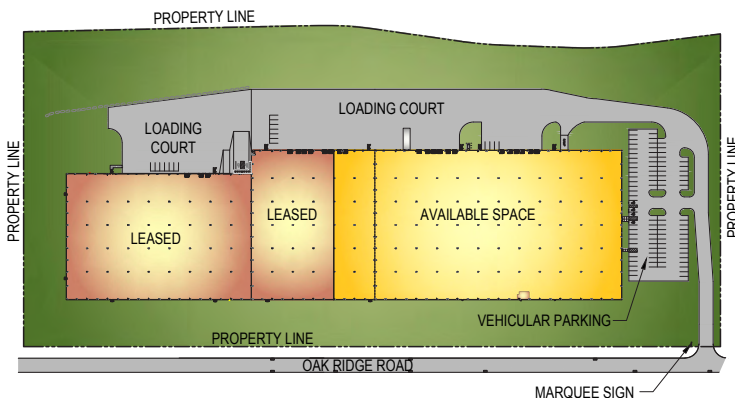 PROPERTY LINE
LOADING COURT
LOADING
COURT
PROPERTY LINE
PROPERTY LINE
LEASED
LEASED
AVAILABLE SPACE
VEHICULAR PARKING
PROPERTY LINE
OAK RIDGE ROAD
MARQUEE SIGN